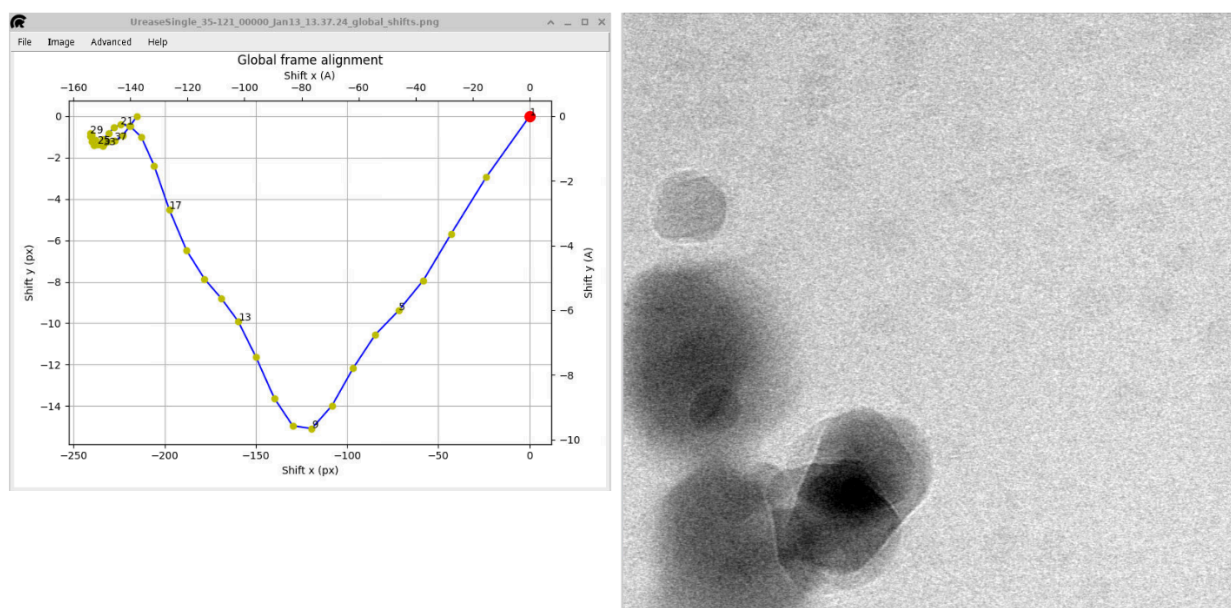 UreaseSingle_35-121_00000_Jan13_13.37.24_global_shifts.png
File Image Advanced Help
Global frame alignment
Shift x (A)
−160 −140 −120 −100 −80 −60 −40 −20 0
0 −2 −4 −6 −8 −10 −12 −14
Shift y (px)
1
5
9
13
17
21
25
29
33
37
0 −2 −4 −6 −8 −10
Shift y (A)
−250 −200 −150 −100 −50 0
Shift x (px)